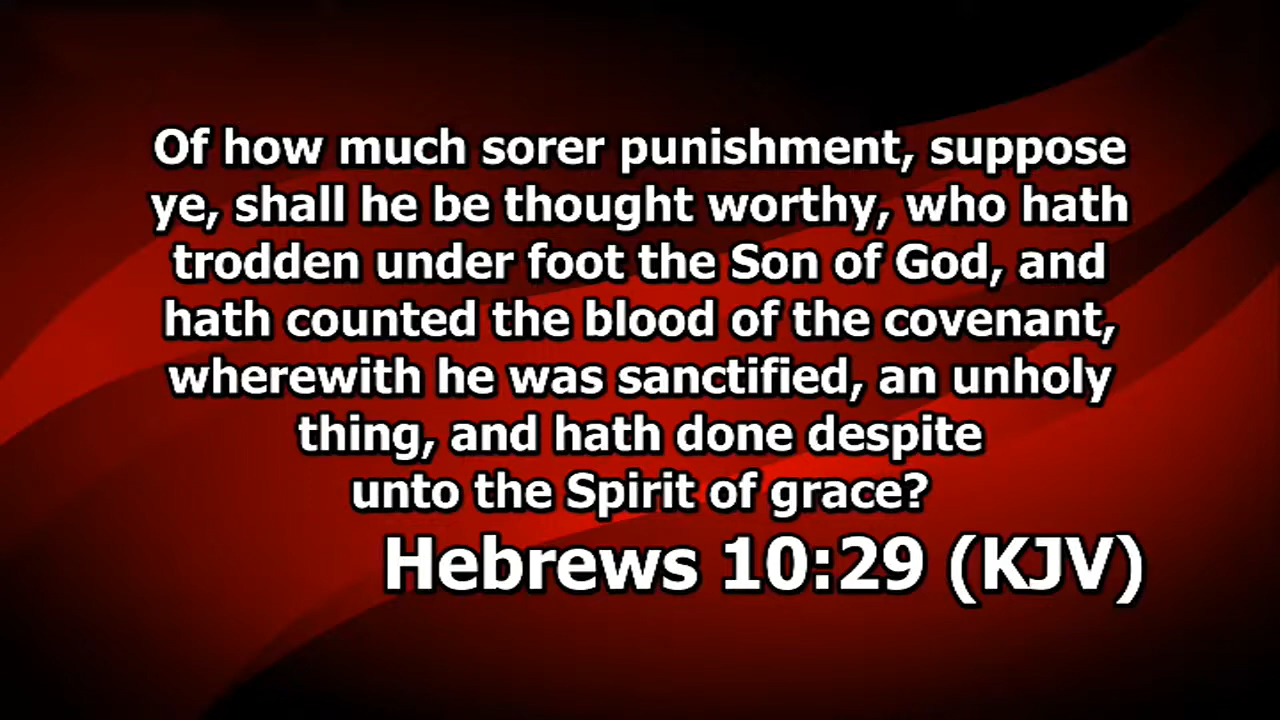 Of how much sorer punishment, suppose
ye, shall he be thought worthy, who hath
trodden under foot the Son of God, and
hath counted the blood of the covenant,
wherewith he was sanctified, an unholy
thing, and hath done despite
unto the Spirit of grace?
Hebrews 10:29 (KJV)